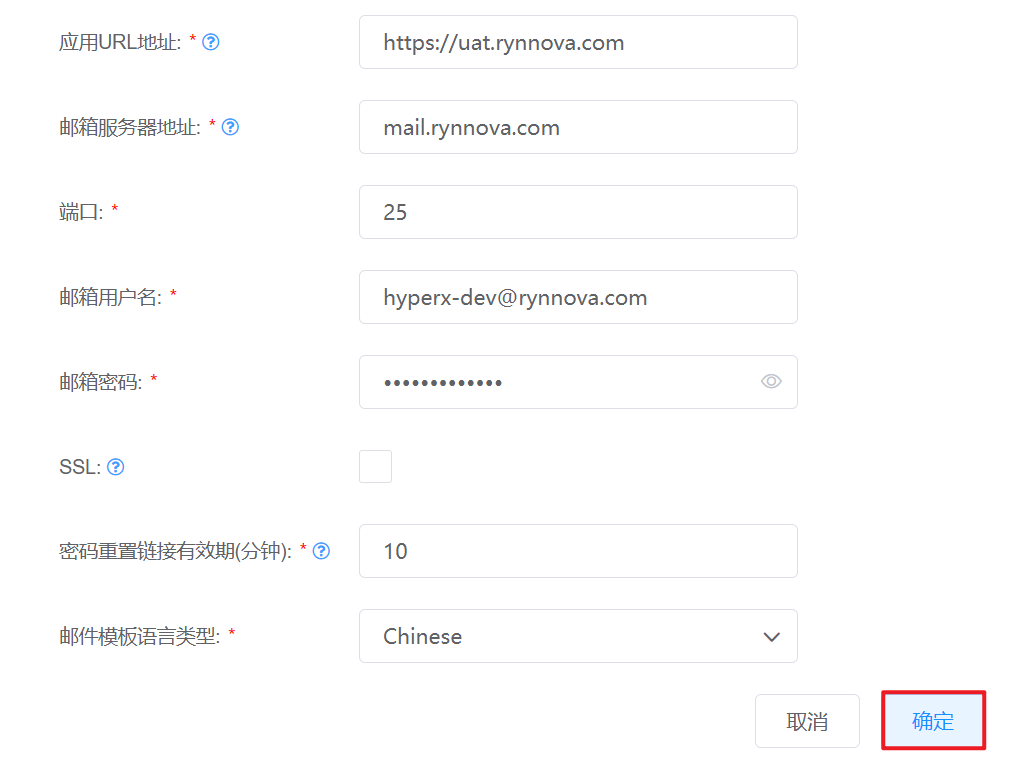 应用URL地址: * https://uat.rynnova.com
邮箱服务器地址: * mail.rynnova.com
端口: * 25
邮箱用户名: * hyperx-dev@rynnova.com
邮箱密码: * •••••••••••••
SSL:
密码重置链接有效期(分钟): * 10
邮件模板语言类型: * Chinese
取消 确定